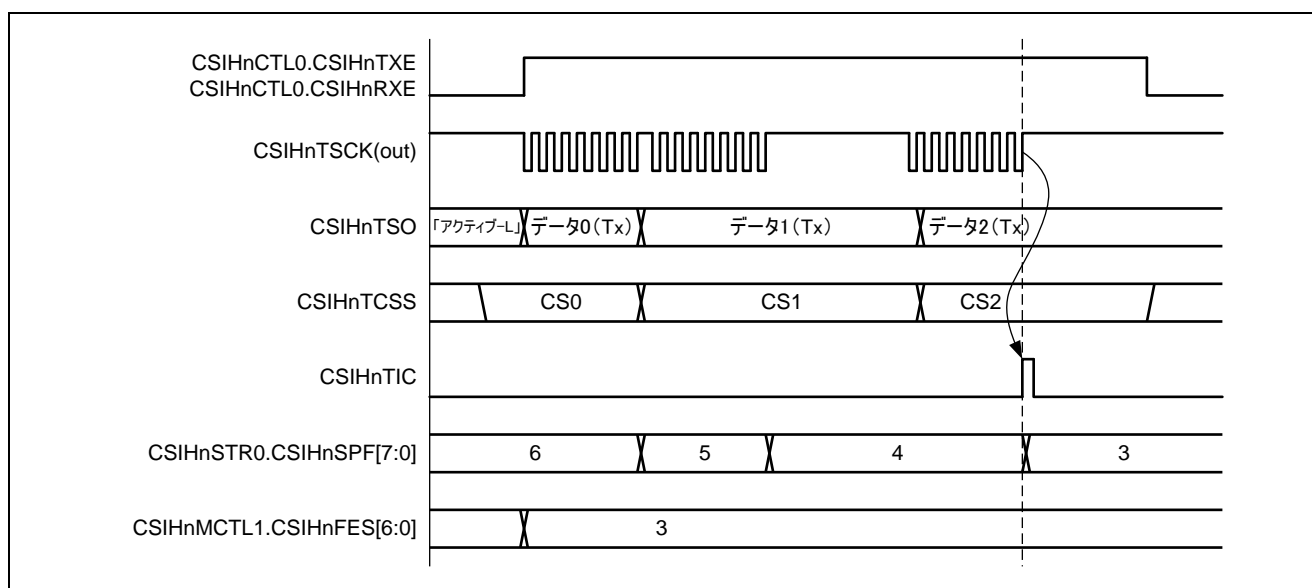 CSIHnCTL0.CSIHnTXE
CSIHnCTL0.CSIHnRXE
CSIHnTSCK(out)
CSIHnTSO 「アクティブ-L」 データ0(Tx) データ1(Tx) データ2(Tx)
CSIHnTCSS CS0 CS1 CS2
CSIHnTIC
CSIHnSTR0.CSIHnSPF[7:0] 6 5 4 3
CSIHnMCTL1.CSIHnFES[6:0] 3